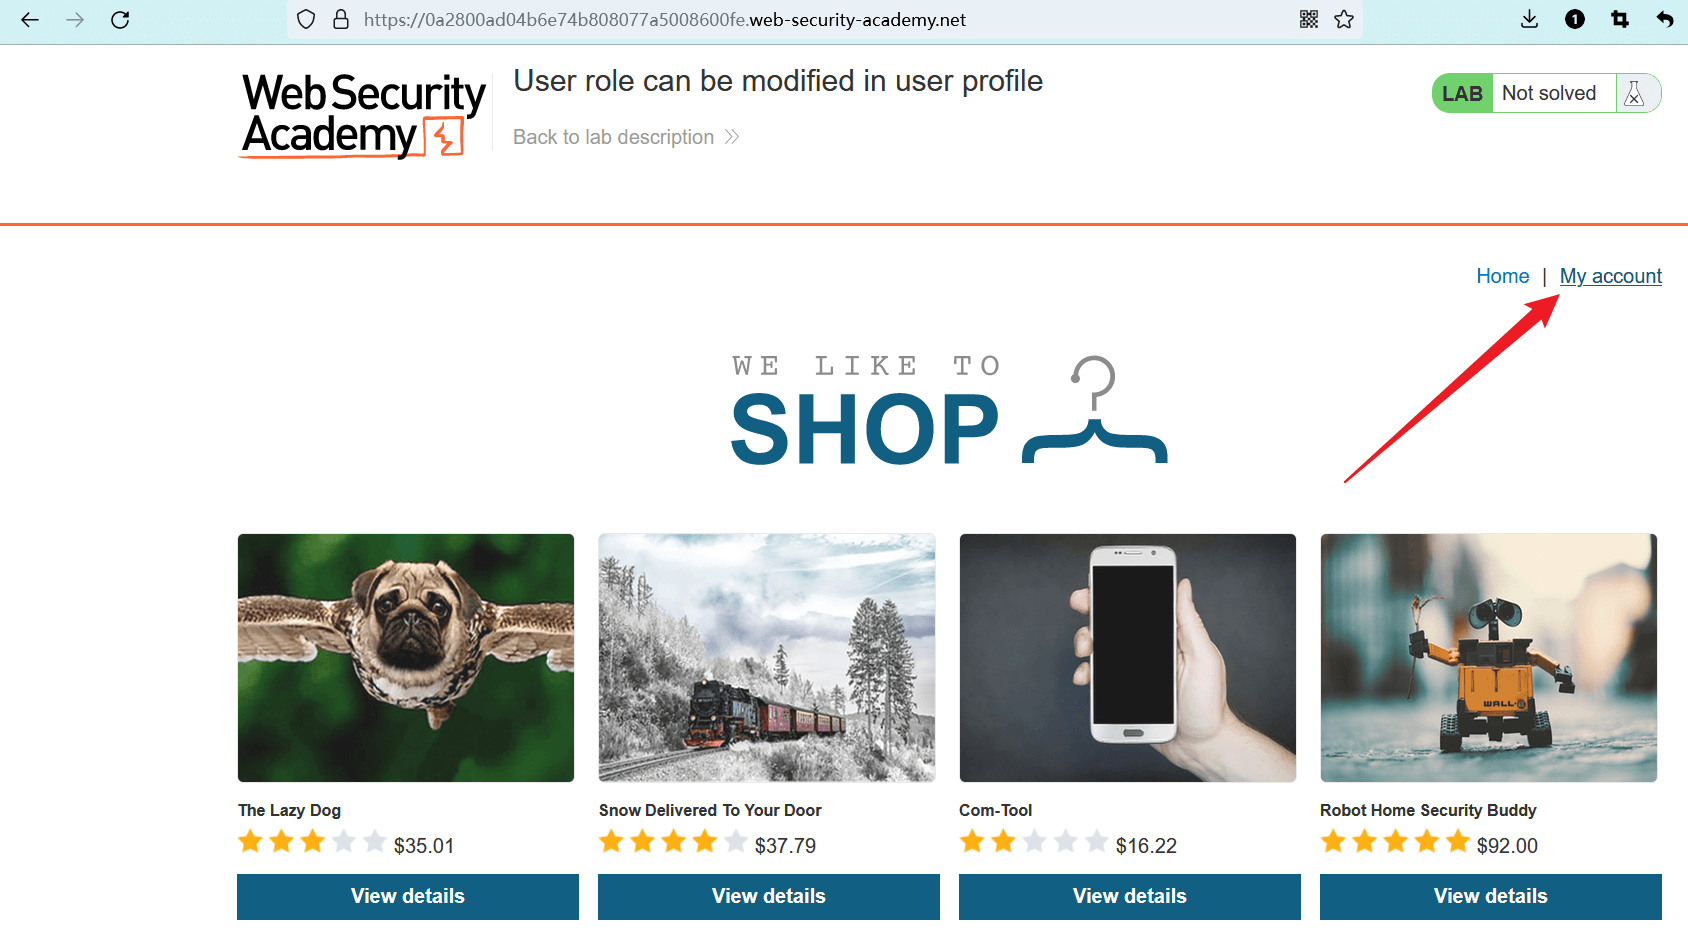 https://0a2800ad04b6e74b808077a5008600fe.web-security-academy.net
1
Web Security
Academy
User role can be modified in user profile
Back to lab description
LAB Not solved
Home | My account
WE LIKE TO
SHOP
WALL·E
The Lazy Dog
$35.01
View details
Snow Delivered To Your Door
$37.79
View details
Com-Tool
$16.22
View details
Robot Home Security Buddy
$92.00
View details